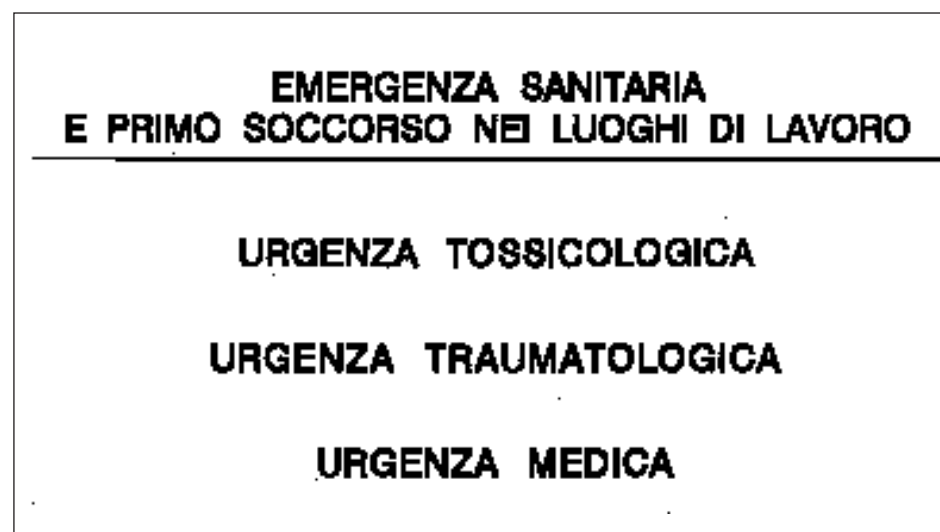 EMERGENZA SANITARIA
E PRIMO SOCCORSO NEI LUOGHI DI LAVORO
URGENZA TOSSICOLOGICA
URGENZA TRAUMATOLOGICA
URGENZA MEDICA